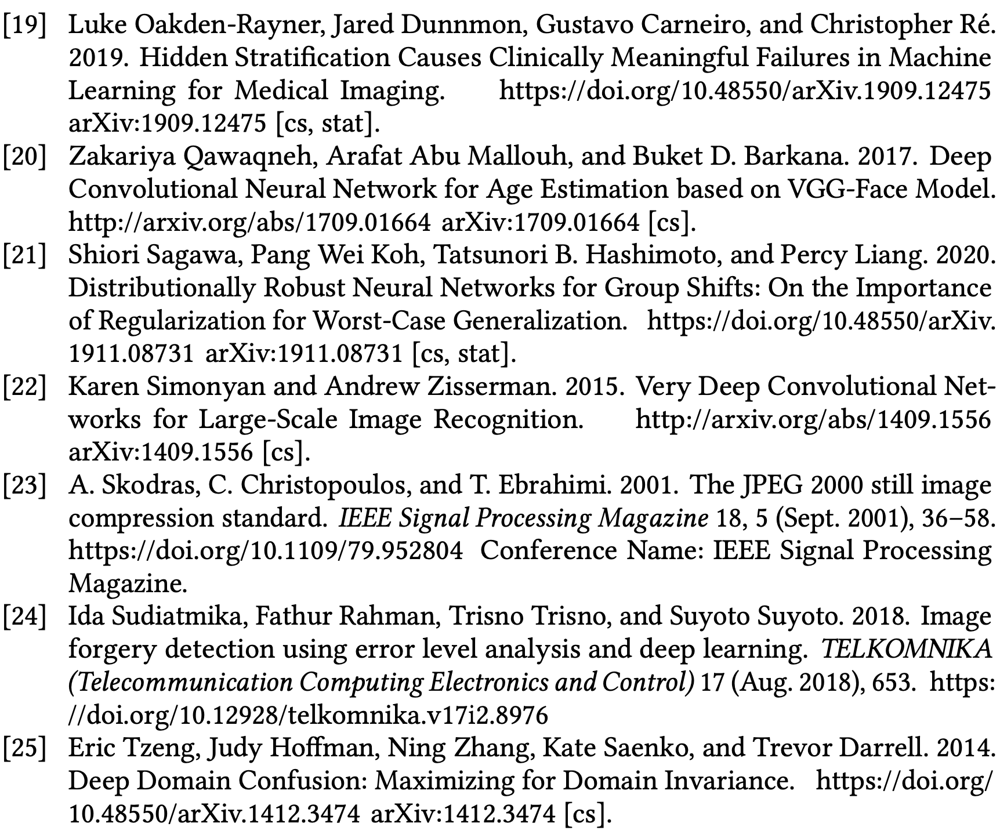 [19] Luke Oakden-Rayner, Jared Dunnmon, Gustavo Carneiro, and Christopher Ré.
2019. Hidden Stratification Causes Clinically Meaningful Failures in Machine
Learning for Medical Imaging. https://doi.org/10.48550/arXiv.1909.12475
arXiv:1909.12475 [cs, stat].
[20] Zakariya Qawaqneh, Arafat Abu Mallouh, and Buket D. Barkana. 2017. Deep
Convolutional Neural Network for Age Estimation based on VGG-Face Model.
http://arxiv.org/abs/1709.01664 arXiv:1709.01664 [cs].
[21] Shiori Sagawa, Pang Wei Koh, Tatsunori B. Hashimoto, and Percy Liang. 2020.
Distributionally Robust Neural Networks for Group Shifts: On the Importance
of Regularization for Worst-Case Generalization. https://doi.org/10.48550/arXiv.
1911.08731 arXiv:1911.08731 [cs, stat].
[22] Karen Simonyan and Andrew Zisserman. 2015. Very Deep Convolutional Net-
works for Large-Scale Image Recognition. http://arxiv.org/abs/1409.1556
arXiv:1409.1556 [cs].
[23] A. Skodras, C. Christopoulos, and T. Ebrahimi. 2001. The JPEG 2000 still image
compression standard. IEEE Signal Processing Magazine 18, 5 (Sept. 2001), 36–58.
https://doi.org/10.1109/79.952804 Conference Name: IEEE Signal Processing
Magazine.
[24] Ida Sudiatmika, Fathur Rahman, Trisno Trisno, and Suyoto Suyoto. 2018. Image
forgery detection using error level analysis and deep learning. TELKOMNIKA
(Telecommunication Computing Electronics and Control) 17 (Aug. 2018), 653. https:
//doi.org/10.12928/telkomnika.v17i2.8976
[25] Eric Tzeng, Judy Hoffman, Ning Zhang, Kate Saenko, and Trevor Darrell. 2014.
Deep Domain Confusion: Maximizing for Domain Invariance. https://doi.org/
10.48550/arXiv.1412.3474 arXiv:1412.3474 [cs].